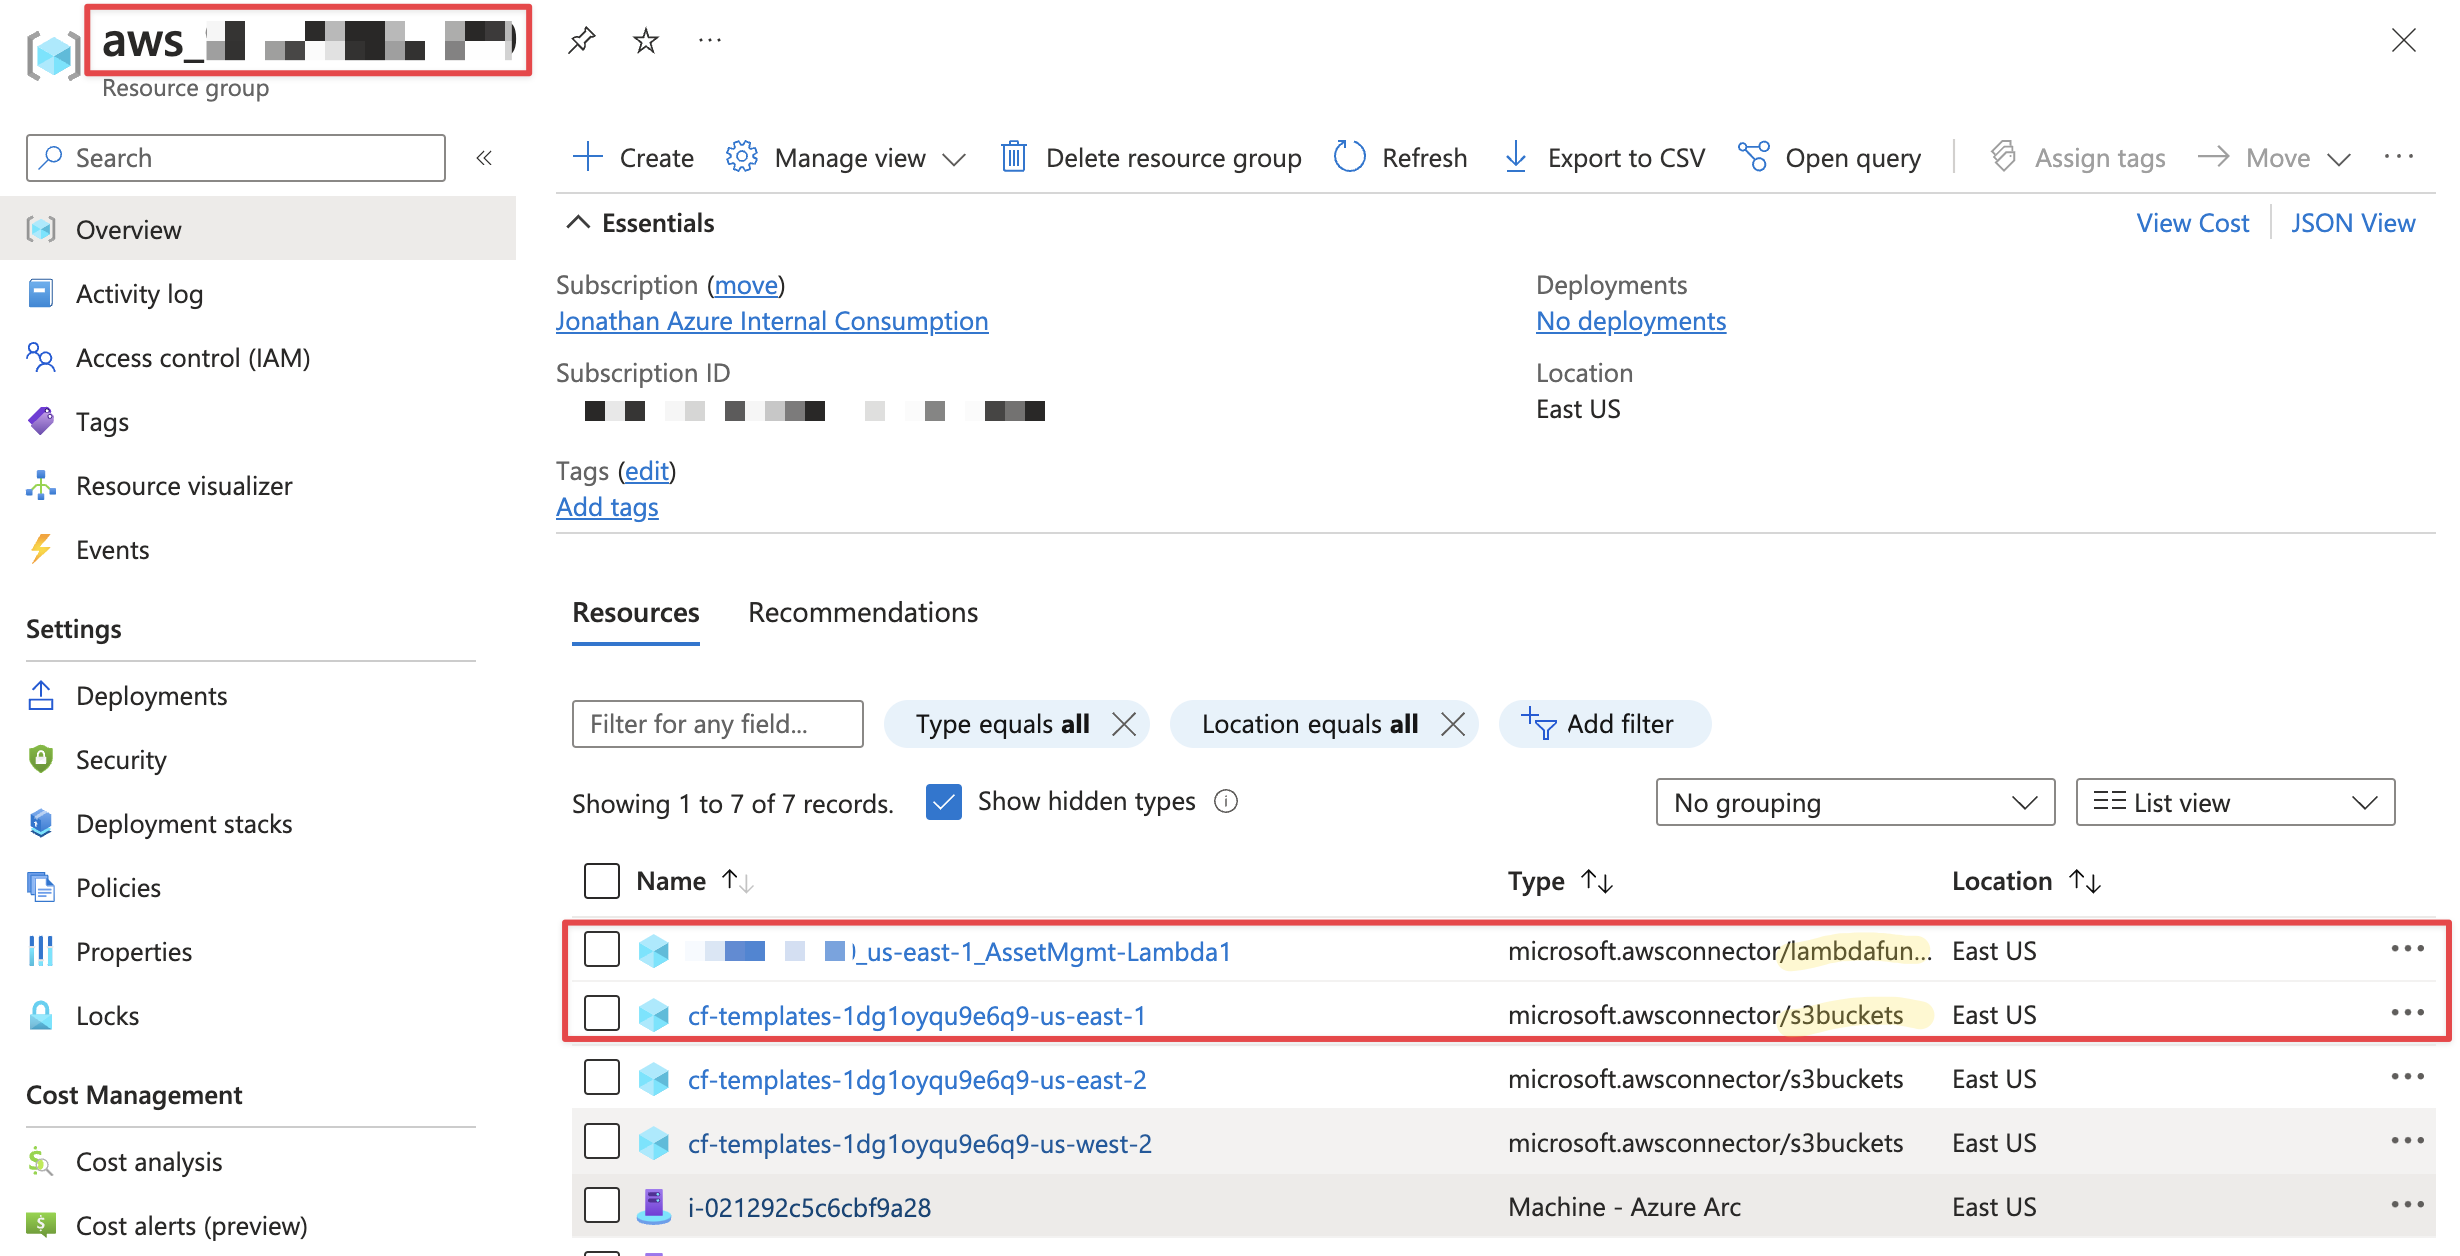 aws_
Resource group
Search
Overview
Activity log
Access control (IAM)
Tags
Resource visualizer
Events
Settings
Deployments
Security
Deployment stacks
Policies
Properties
Locks
Cost Management
Cost analysis
Cost alerts (preview)
Create Manage view Delete resource group Refresh Export to CSV Open query Assign tags Move
Essentials
View Cost JSON View
Subscription (move)
Jonathan Azure Internal Consumption
Subscription ID
Deployments
No deployments
Location
East US
Tags (edit)
Add tags
Resources Recommendations
Filter for any field... Type equals all Location equals all Add filter
Showing 1 to 7 of 7 records. Show hidden types No grouping List view
Name Type Location
_us-east-1_AssetMgmt-Lambda1 microsoft.awsconnector/lambdafun... East US
cf-templates-1dg1oyqu9e6q9-us-east-1 microsoft.awsconnector/s3buckets East US
cf-templates-1dg1oyqu9e6q9-us-east-2 microsoft.awsconnector/s3buckets East US
cf-templates-1dg1oyqu9e6q9-us-west-2 microsoft.awsconnector/s3buckets East US
i-021292c5c6cbf9a28 Machine - Azure Arc East US